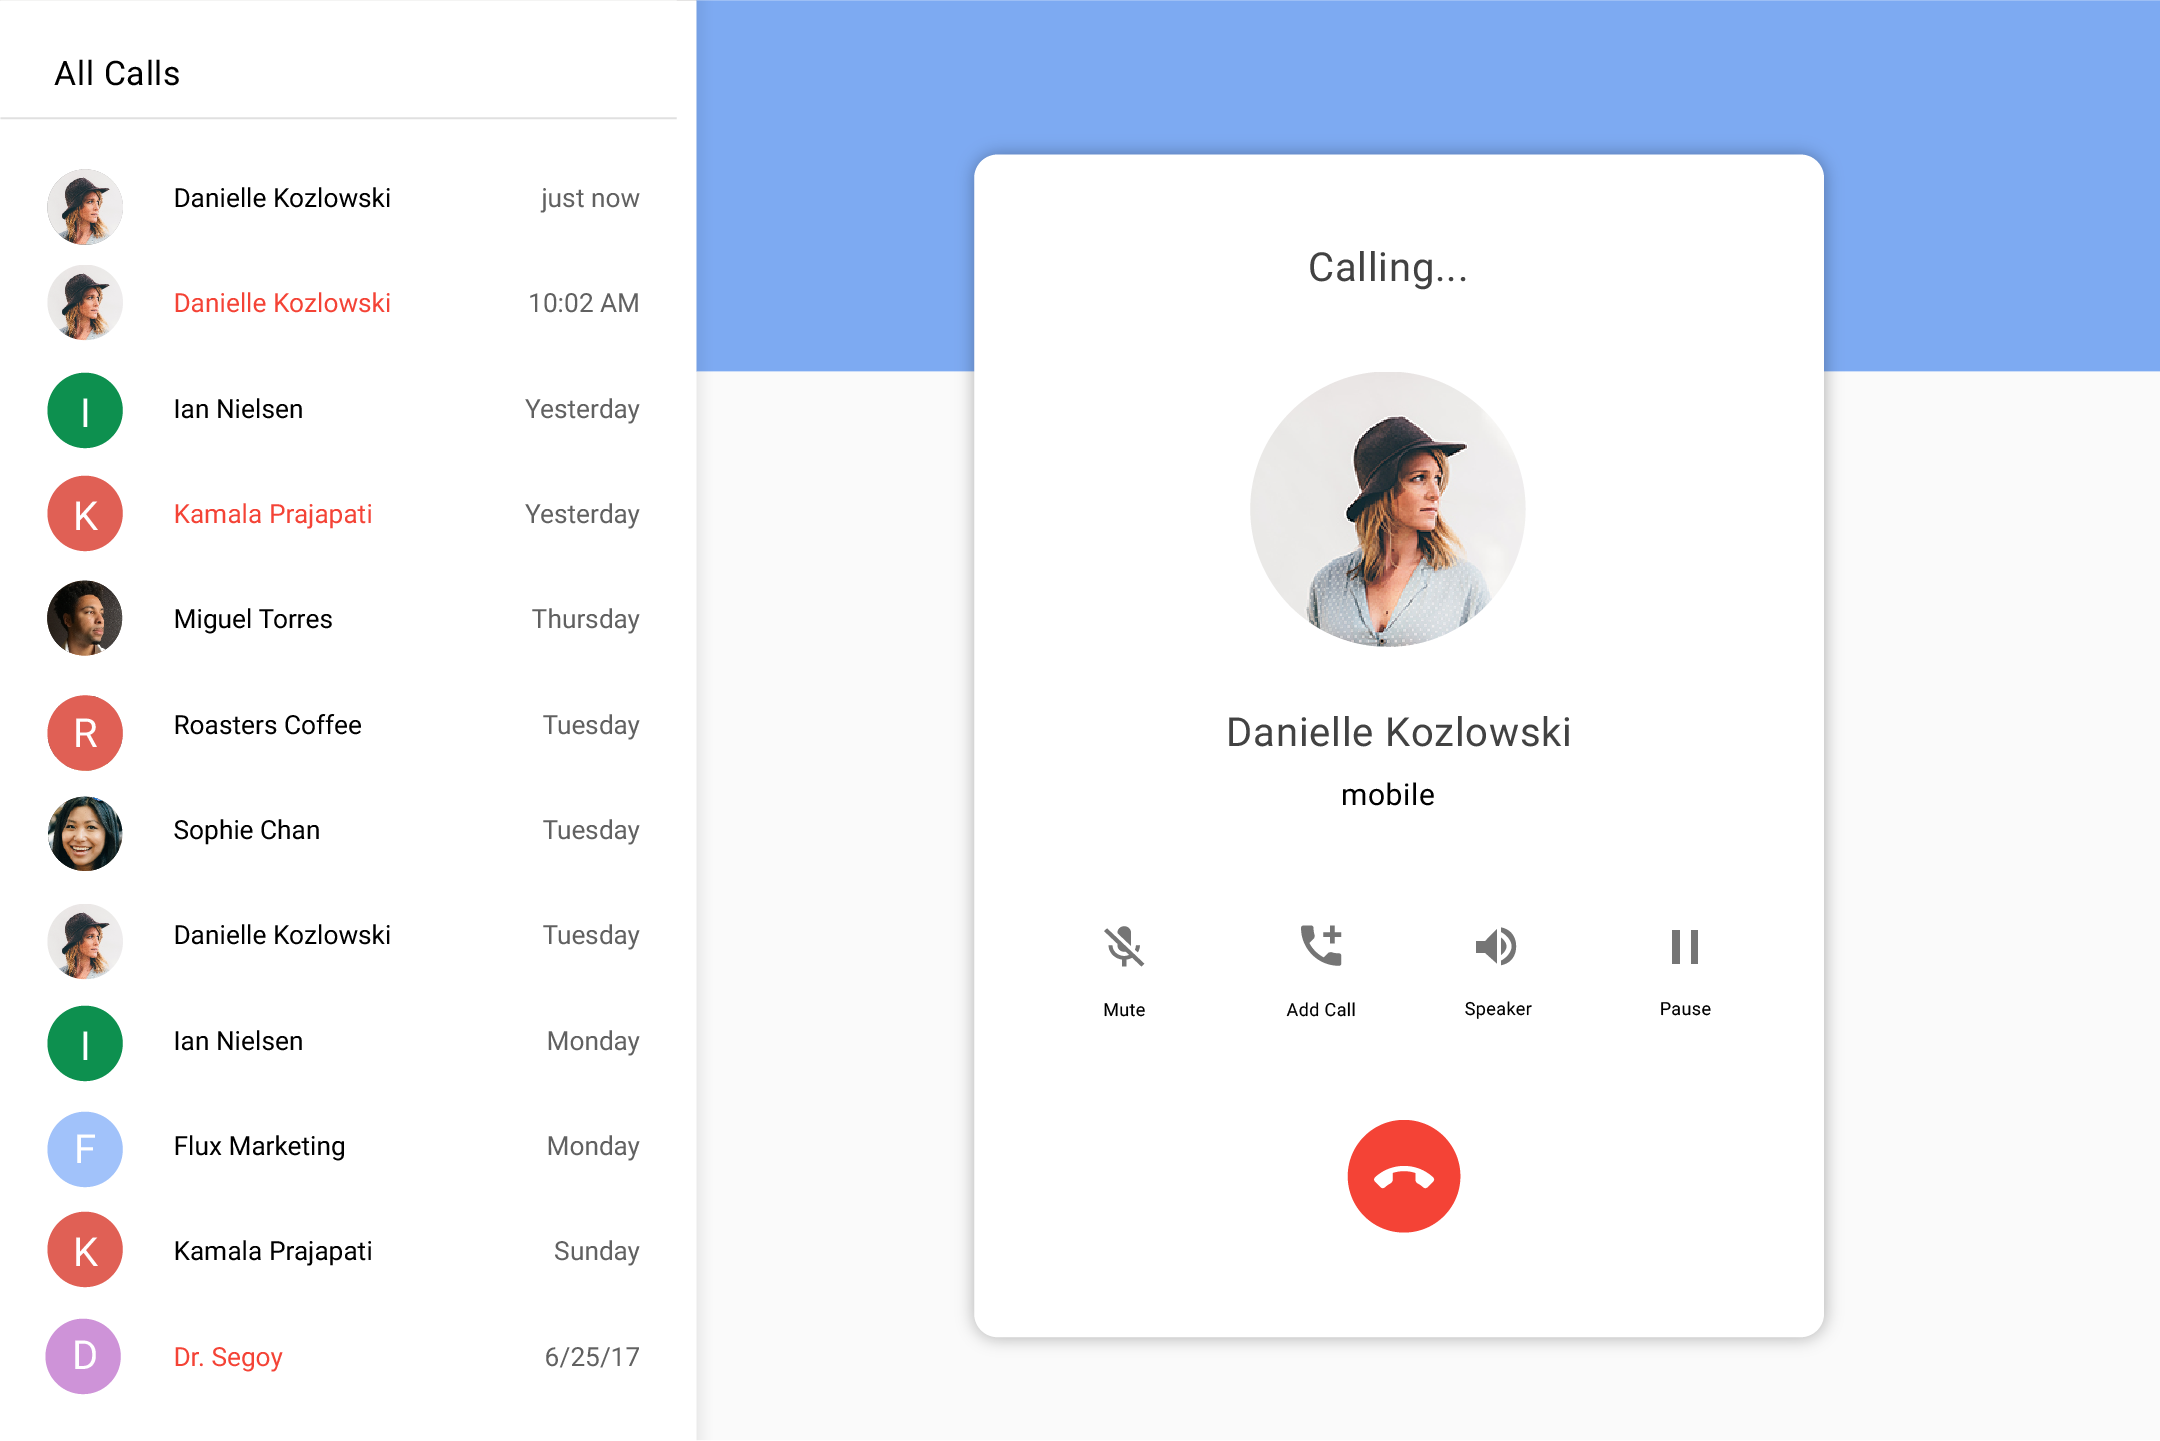 All Calls
Danielle Kozlowski just now
Danielle Kozlowski 10:02 AM
I Ian Nielsen Yesterday
K Kamala Prajapati Yesterday
Miguel Torres Thursday
R Roasters Coffee Tuesday
Sophie Chan Tuesday
Danielle Kozlowski Tuesday
I Ian Nielsen Monday
F Flux Marketing Monday
K Kamala Prajapati Sunday
D Dr. Segoy 6/25/17
Calling...
Danielle Kozlowski
mobile
Mute Add Call Speaker Pause